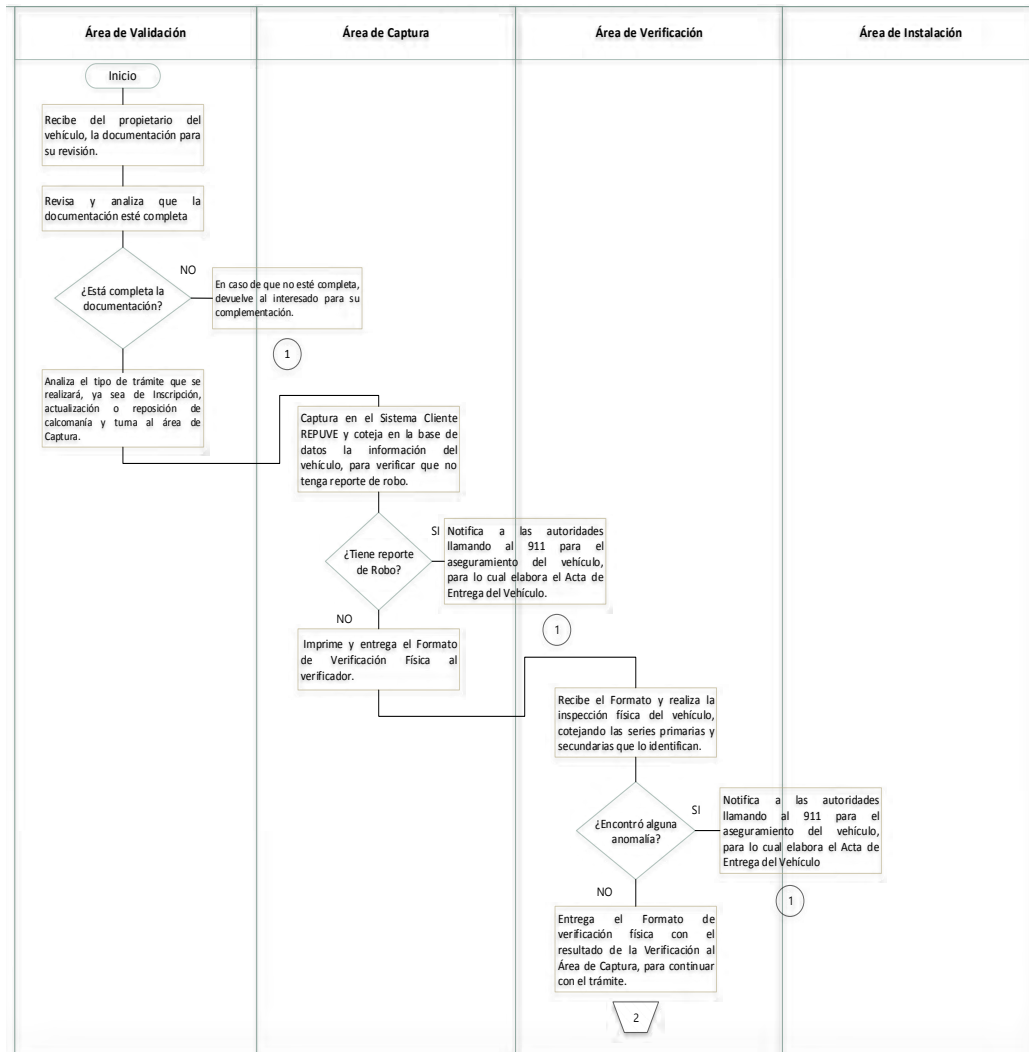 Área de Validación
Área de Captura
Área de Verificación
Área de Instalación
Inicio
Recibe del propietario del
vehículo, la documentación para
su revisión.
Revisa y analiza que la
documentación esté completa
¿Está completa la
documentación?
NO
En caso de que no esté completa,
devuelve al interesado para su
complementación.
1
Analiza el tipo de trámite que se
realizará, ya sea de Inscripción,
actualización o reposición de
calcomanía y turna al área de
Captura.
Captura en el Sistema Cliente
REPUVE y coteja en la base de
datos la información del
vehículo, para verificar que no
tenga reporte de robo.
¿Tiene reporte
de Robo?
SI
Notifica a las autoridades
llamando al 911 para el
aseguramiento del vehículo,
para lo cual elabora el Acta de
Entrega del Vehículo.
1
NO
Imprime y entrega el Formato
de Verificación Física al
verificador.
Recibe el Formato y realiza la
inspección física del vehículo,
cotejando las series primarias y
secundarias que lo identifican.
¿Encontró alguna
anomalía?
SI
Notifica a las autoridades
llamando al 911 para el
aseguramiento del vehículo,
para lo cual elabora el Acta de
Entrega del Vehículo
1
NO
Entrega el Formato de
verificación física con el
resultado de la Verificación al
Área de Captura, para continuar
con el trámite.
2